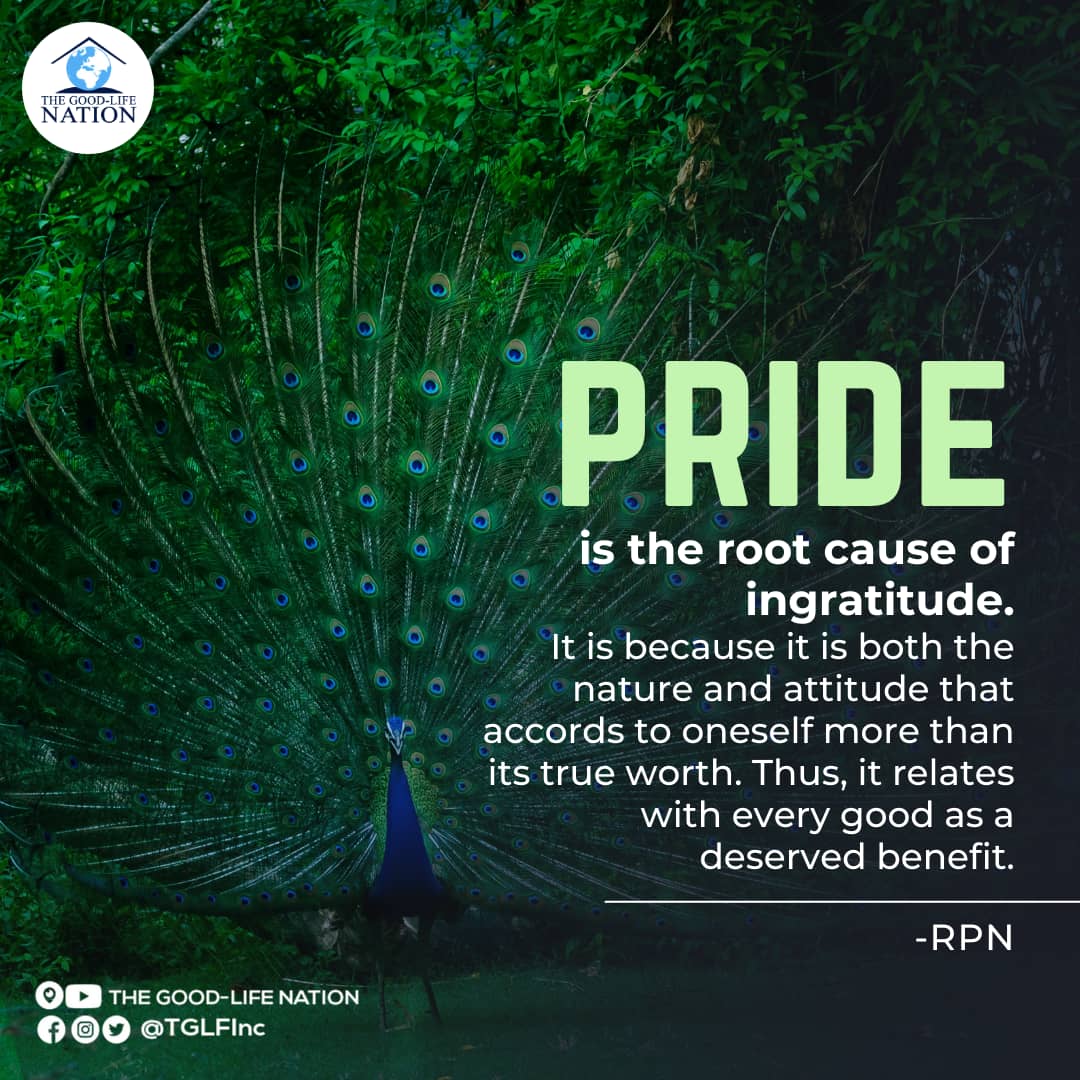 THE GOOD-LIFE
NATION
PRIDE
is the root cause of
ingratitude.
It is because it is both the
nature and attitude that
accords to oneself more than
its true worth. Thus, it relates
with every good as a
deserved benefit.
-RPN
THE GOOD-LIFE NATION
@TGLFInc